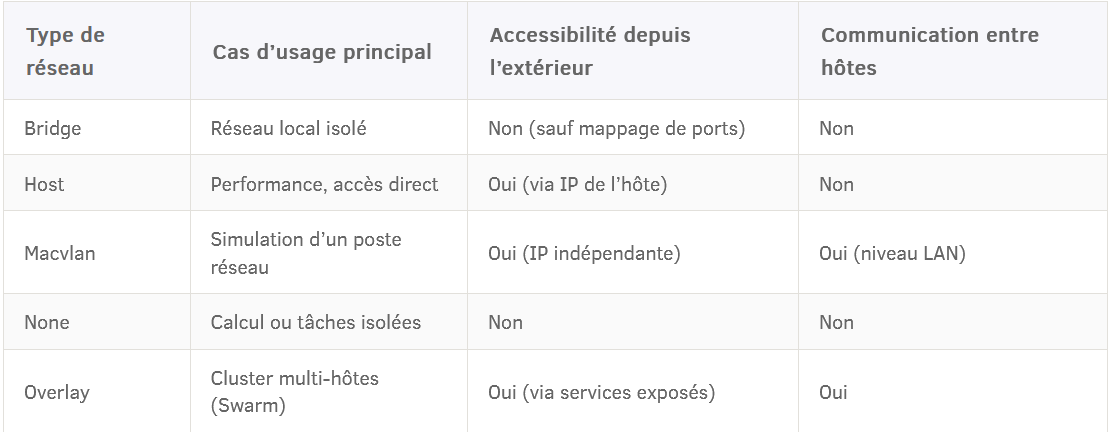 Type de réseau
Cas d’usage principal
Accessibilité depuis l’extérieur
Communication entre hôtes
Bridge
Réseau local isolé
Non (sauf mappage de ports)
Non
Host
Performance, accès direct
Oui (via IP de l’hôte)
Non
Macvlan
Simulation d’un poste réseau
Oui (IP indépendante)
Oui (niveau LAN)
None
Calcul ou tâches isolées
Non
Non
Overlay
Cluster multi-hôtes (Swarm)
Oui (via services exposés)
Oui